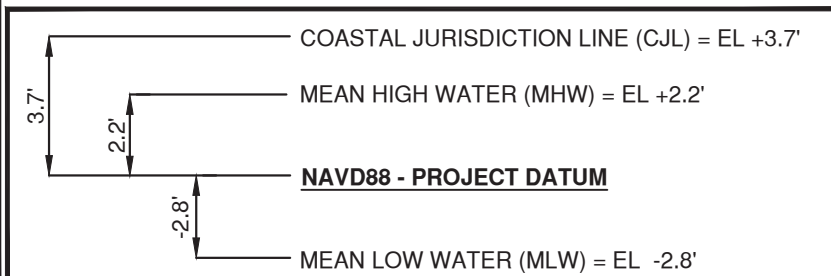 COASTAL JURISDICTION LINE (CJL) = EL +3.7'
3.7'
MEAN HIGH WATER (MHW) = EL +2.2'
2.2'
NAVD88 - PROJECT DATUM
-2.8'
MEAN LOW WATER (MLW) = EL -2.8'